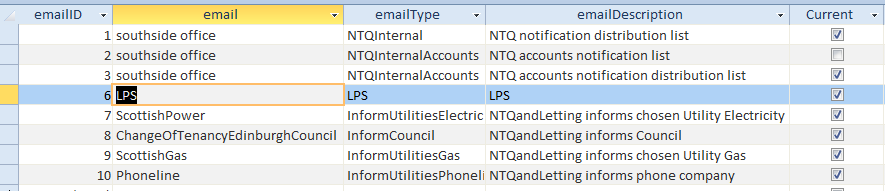 emailID email emailType emailDescription Current
1 southside office NTQInternal NTQ notification distribution list
2 southside office NTQInternalAccounts NTQ accounts notification list
3 southside office NTQInternalAccounts NTQ accounts notification distribution list
6 LPS LPS LPS
7 ScottishPower InformUtilitiesElectric NTQandLetting informs chosen Utility Electricity
8 ChangeOfTenancyEdinburghCouncil InformCouncil NTQandLetting informs Council
9 ScottishGas InformUtilitiesGas NTQandLetting informs chosen Utility Gas
10 Phoneline InformUtilitiesPhoneli NTQandLetting informs phone company